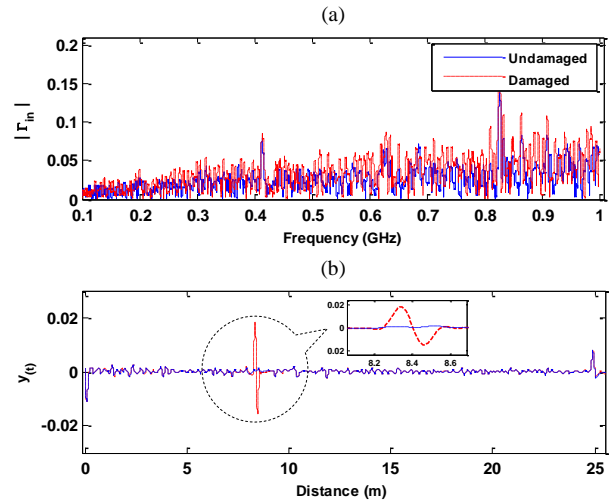 (a)
0.2
0.15
0.1
0.05
0
| Γin |
Undamaged
Damaged
0.1 0.2 0.3 0.4 0.5 0.6 0.7 0.8 0.9 1
Frequency (GHz)
(b)
0.02
0
-0.02
y(t)
0.02
0
0.02
8.2 8.4 8.6
0 5 10 15 20 25
Distance (m)